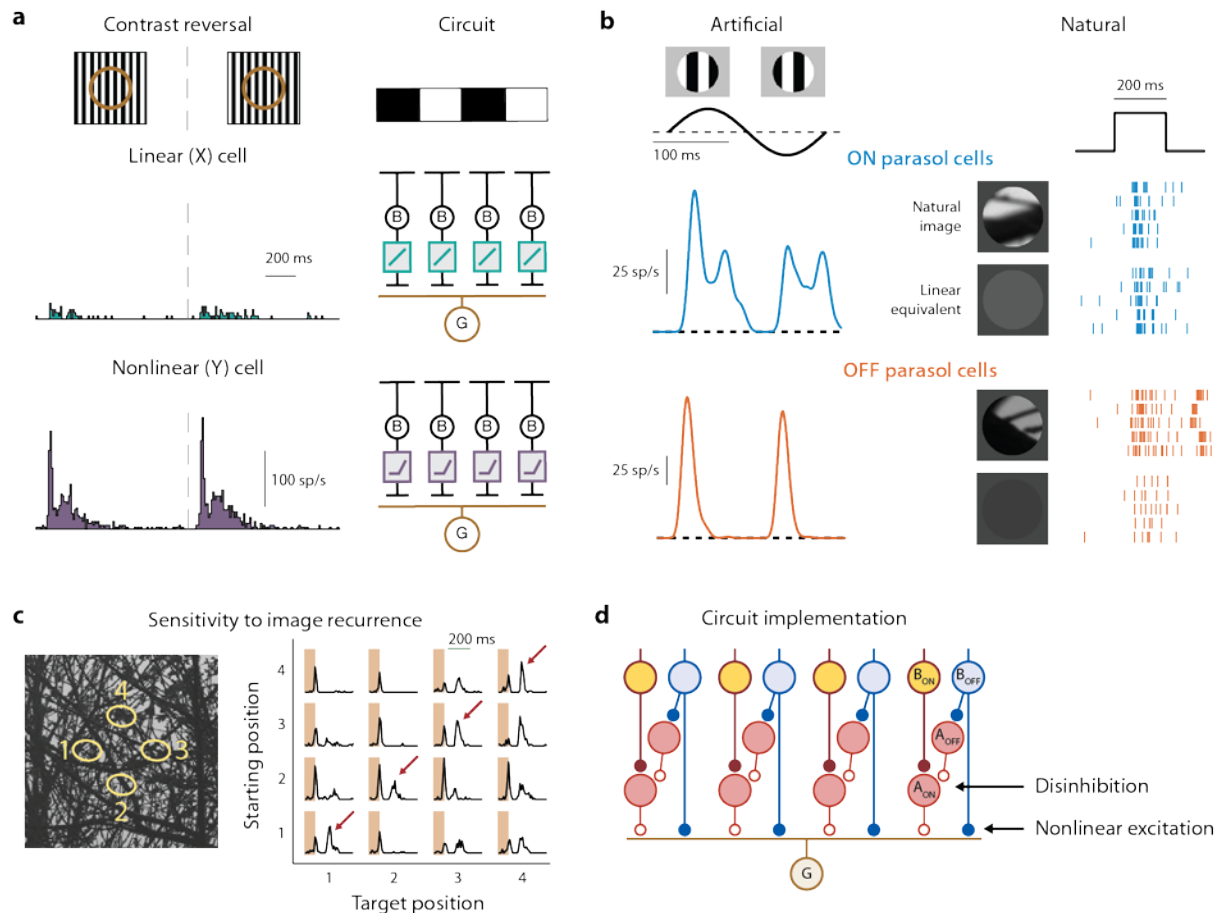 a
Contrast reversal
Circuit
Linear (X) cell
200 ms
B B B B
G
Nonlinear (Y) cell
100 sp/s
B B B B
G
b
Artificial
Natural
200 ms
100 ms
ON parasol cells
Natural
image
25 sp/s
Linear
equivalent
OFF parasol cells
25 sp/s
c
Sensitivity to image recurrence
4
1
3
2
200 ms
Starting position
4
3
2
1
1 2 3 4
Target position
d
Circuit implementation
BON
BOFF
AOFF
AON
Disinhibition
Nonlinear excitation
G